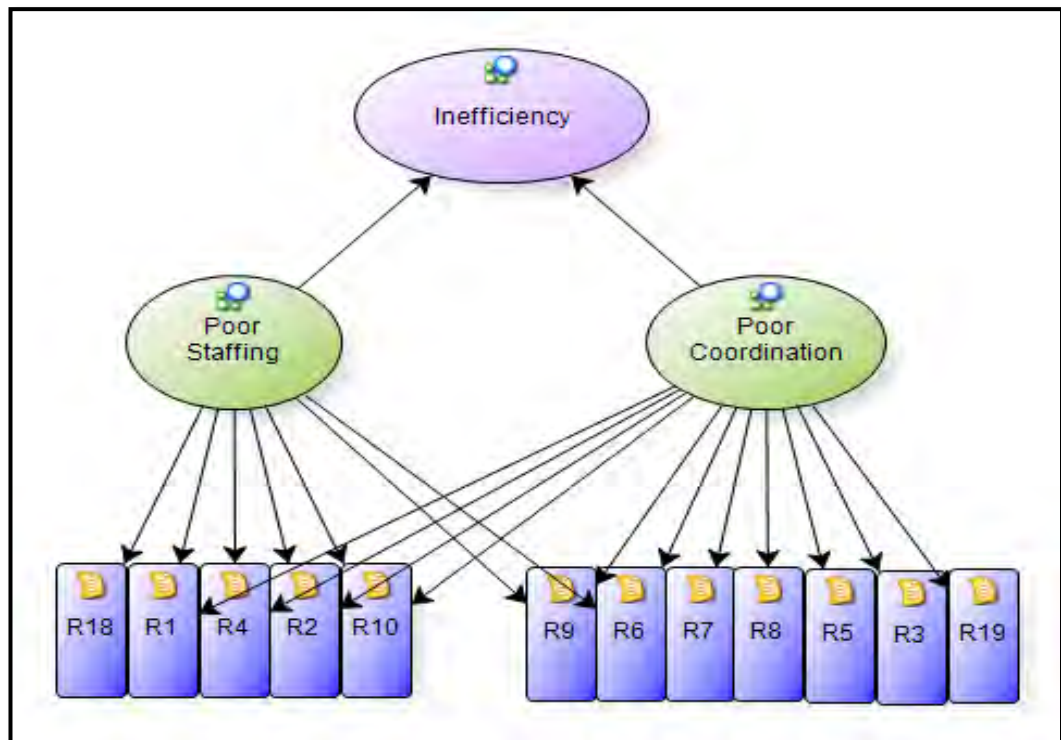 Inefficiency
Poor
Staffing
Poor
Coordination
R18 R1 R4 R2 R10 R9 R6 R7 R8 R5 R3 R19